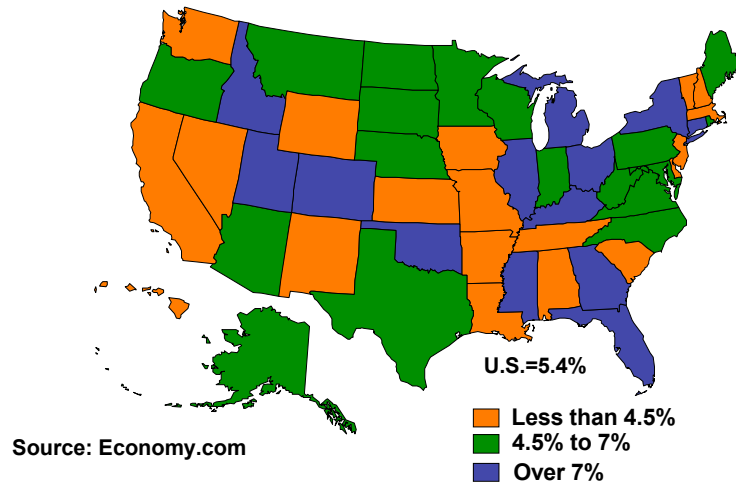 U.S.=5.4%
Less than 4.5%
4.5% to 7%
Over 7%
Source: Economy.com